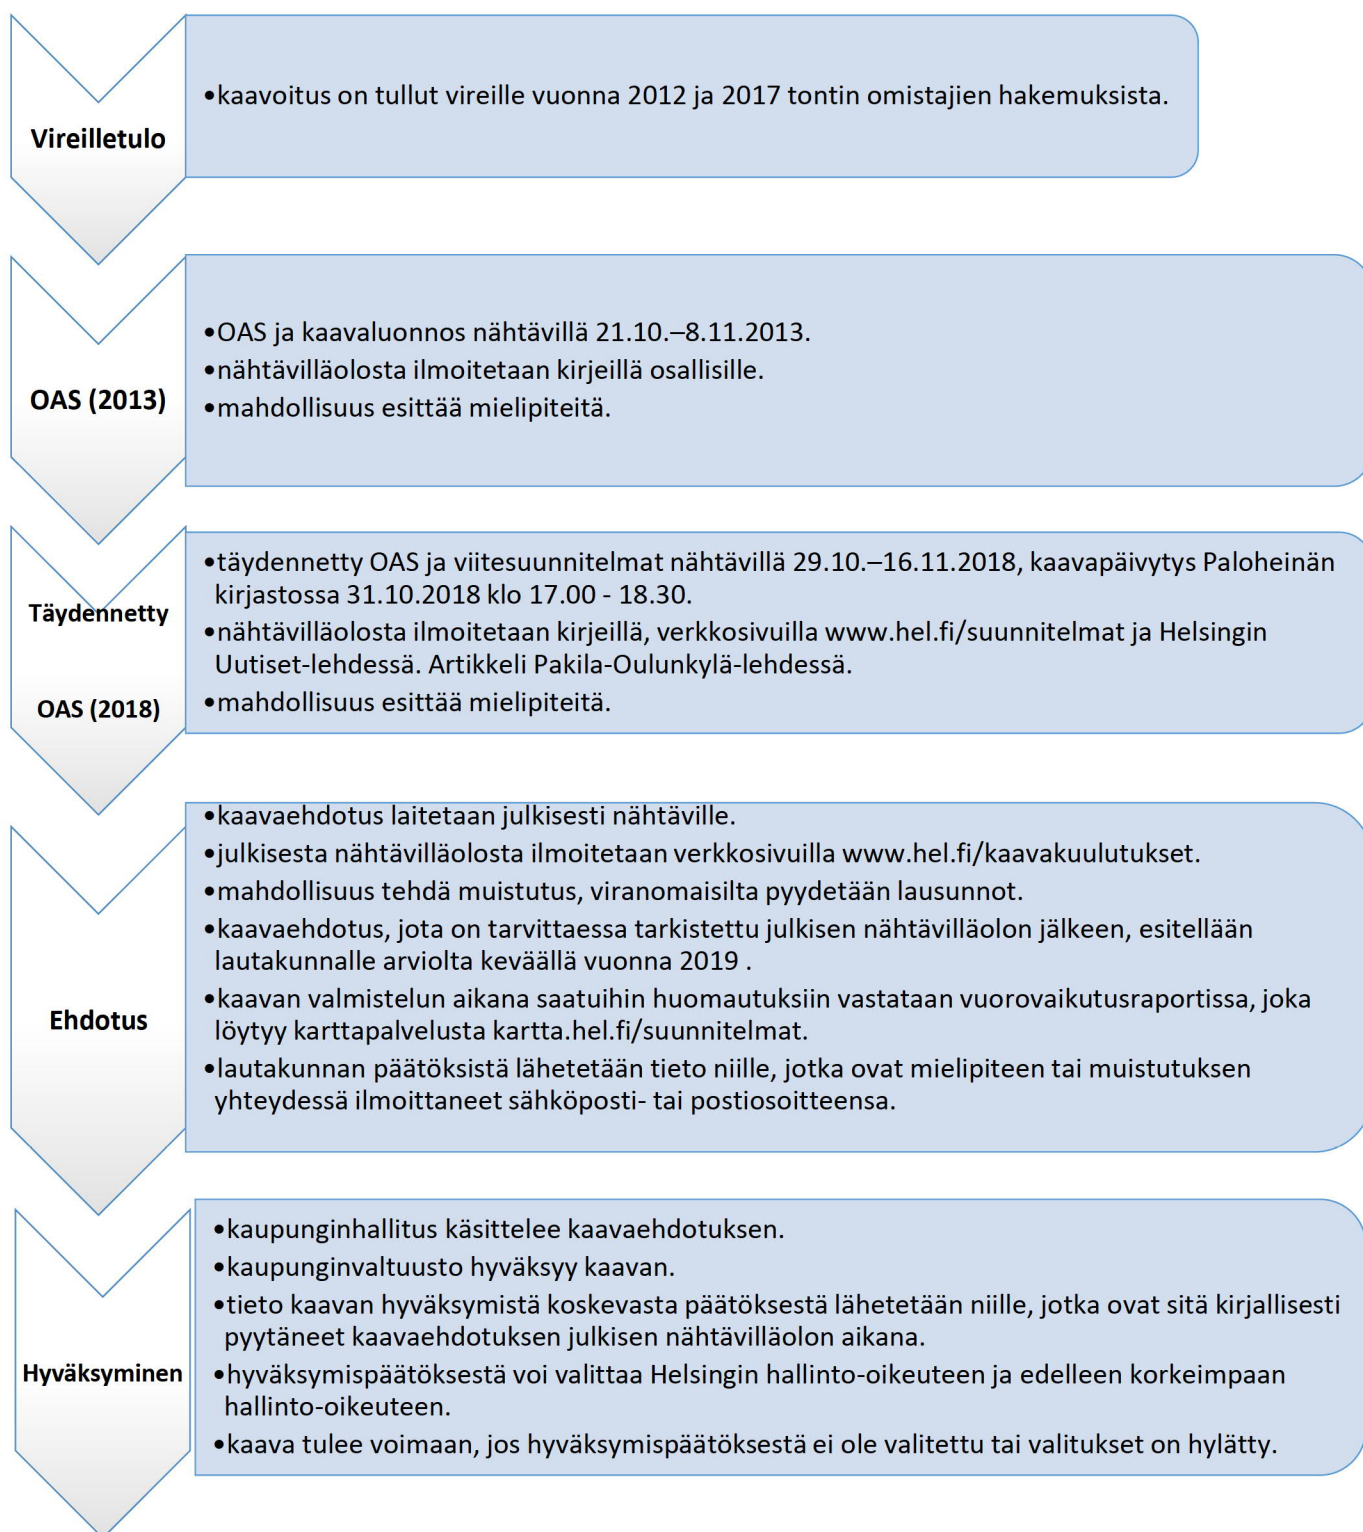 Vireilletulo
•kaavoitus on tullut vireille vuonna 2012 ja 2017 tontin omistajien hakemuksista.
OAS (2013)
•OAS ja kaavaluonnos nähtävillä 21.10.–8.11.2013.
•nähtävilläolosta ilmoitetaan kirjeillä osallisille.
•mahdollisuus esittää mielipiteitä.
Täydennetty
OAS (2018)
•täydennetty OAS ja viitesuunnitelmat nähtävillä 29.10.–16.11.2018, kaavapäivytys Paloheinän
kirjastossa 31.10.2018 klo 17.00 - 18.30.
•nähtävilläolosta ilmoitetaan kirjeillä, verkkosivuilla www.hel.fi/suunnitelmat ja Helsingin
Uutiset-lehdessä. Artikkeli Pakila-Oulunkylä-lehdessä.
•mahdollisuus esittää mielipiteitä.
Ehdotus
•kaavaehdotus laitetaan julkisesti nähtäville.
•julkisesta nähtävilläolosta ilmoitetaan verkkosivuilla www.hel.fi/kaavakuulutukset.
•mahdollisuus tehdä muistutus, viranomaisilta pyydetään lausunnot.
•kaavaehdotus, jota on tarvittaessa tarkistettu julkisen nähtävilläolon jälkeen, esitellään
lautakunnalle arviolta keväällä vuonna 2019 .
•kaavan valmistelun aikana saatuihin huomautuksiin vastataan vuorovaikutusraportissa, joka
löytyy karttapalvelusta kartta.hel.fi/suunnitelmat.
•lautakunnan päätöksistä lähetetään tieto niille, jotka ovat mielipiteen tai muistutuksen
yhteydessä ilmoittaneet sähköposti- tai postiosoitteensa.
Hyväksyminen
•kaupunginhallitus käsittelee kaavaehdotuksen.
•kaupunginvaltuusto hyväksyy kaavan.
•tieto kaavan hyväksymistä koskevasta päätöksestä lähetetään niille, jotka ovat sitä kirjallisesti
pyytäneet kaavaehdotuksen julkisen nähtävilläolon aikana.
•hyväksymispäätöksestä voi valittaa Helsingin hallinto-oikeuteen ja edelleen korkeimpaan
hallinto-oikeuteen.
•kaava tulee voimaan, jos hyväksymispäätöksestä ei ole valitettu tai valitukset on hylätty.